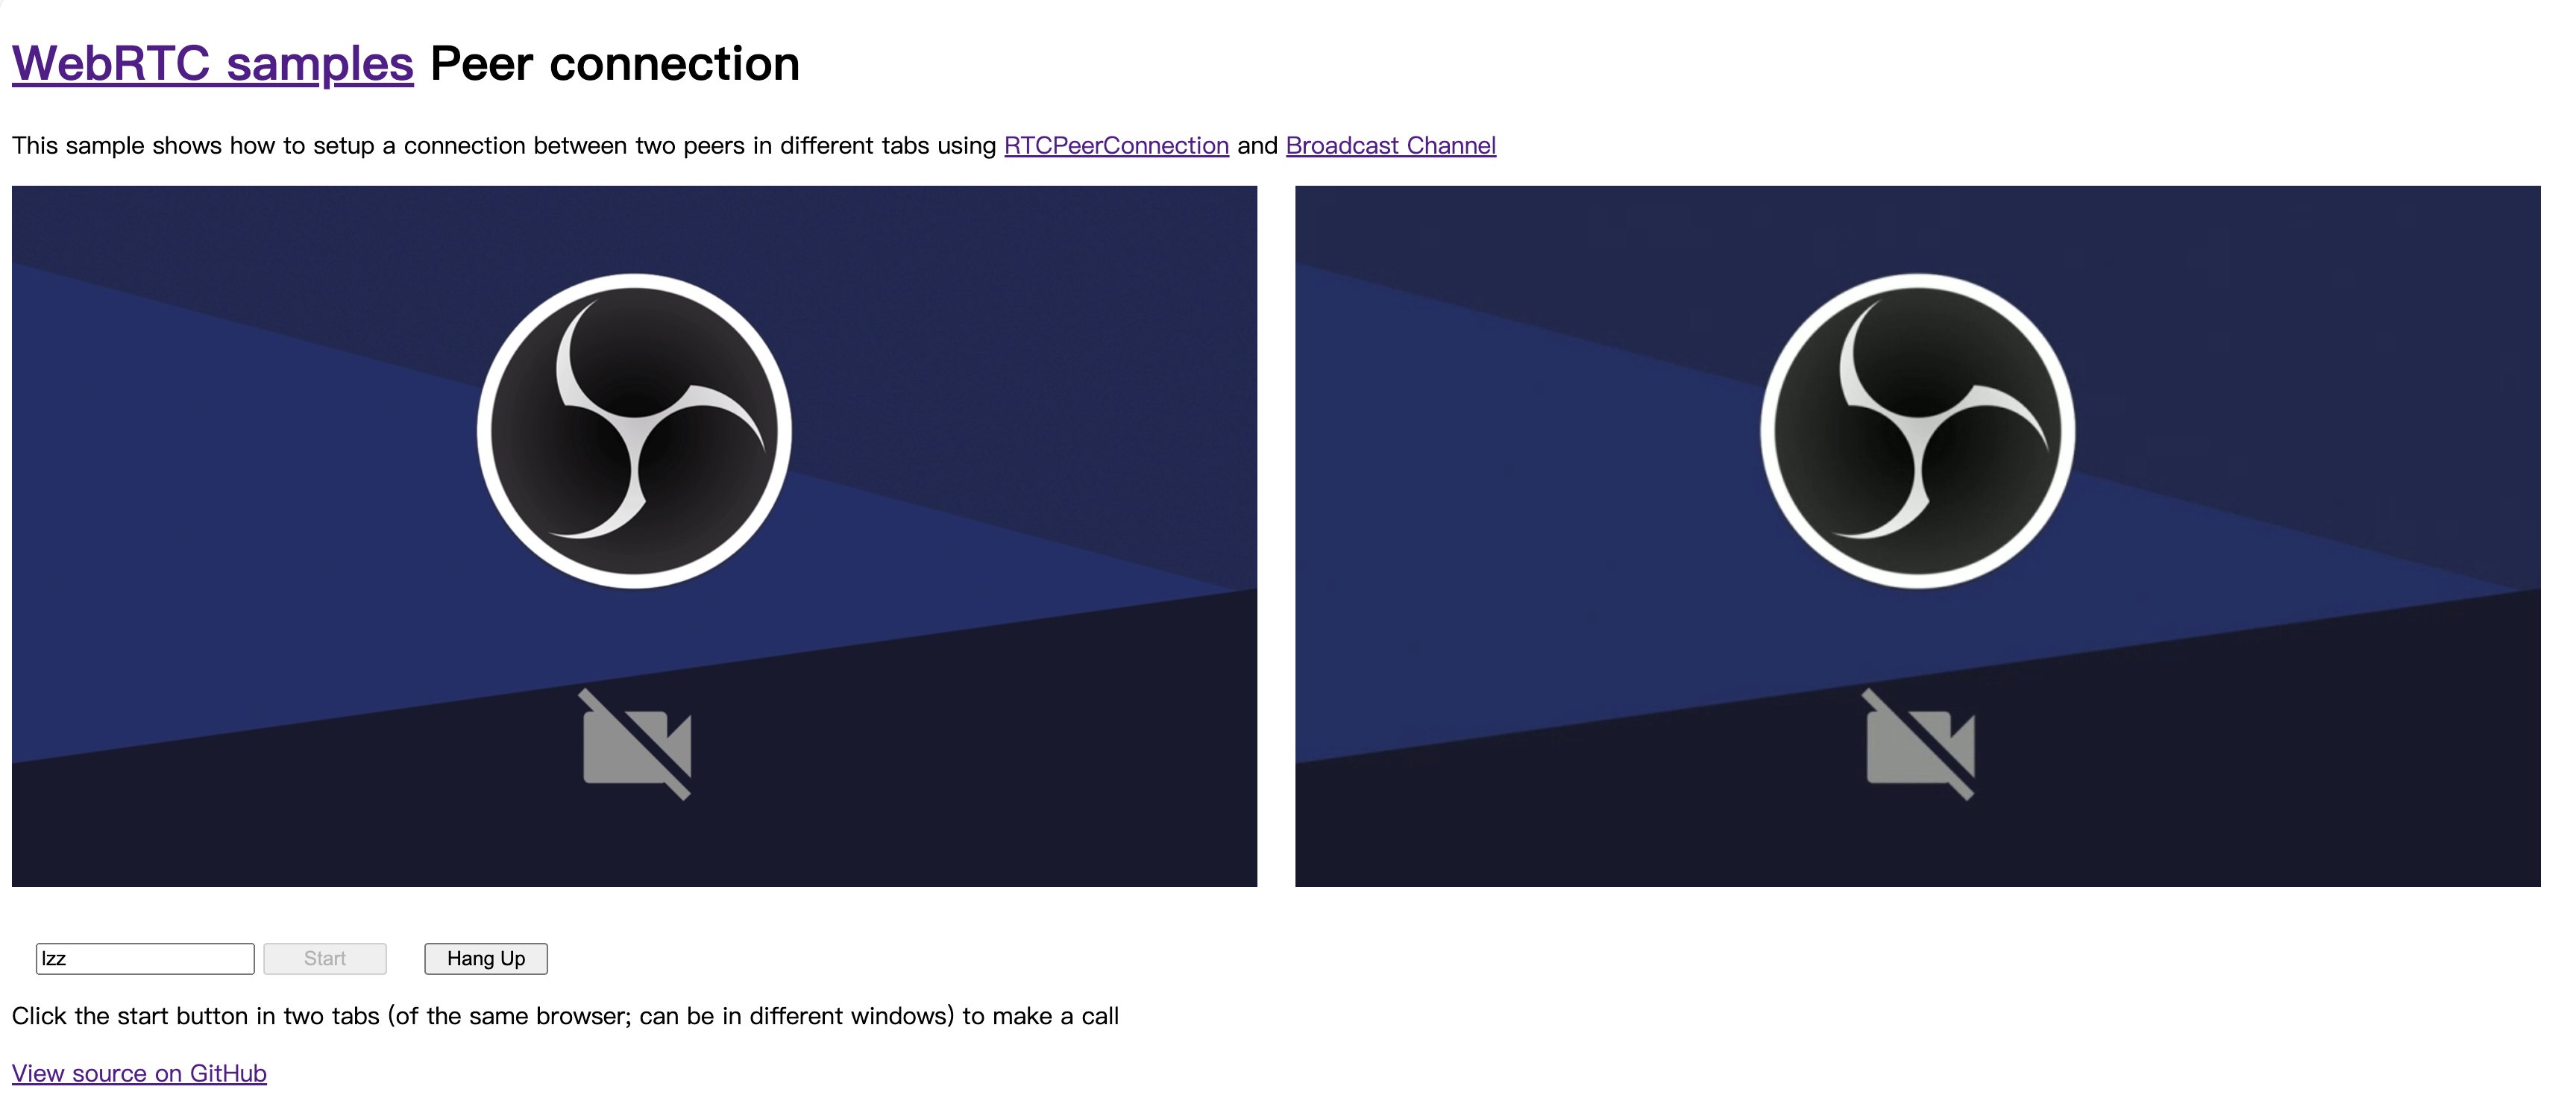 WebRTC samples Peer connection
This sample shows how to setup a connection between two peers in different tabs using RTCPeerConnection and Broadcast Channel
lzz Start Hang Up
Click the start button in two tabs (of the same browser; can be in different windows) to make a call
View source on GitHub